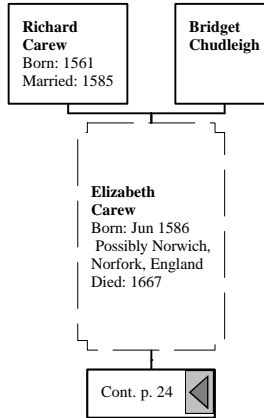 Richard
Carew
Born: 1561
Married: 1585
Bridget
Chudleigh
Elizabeth
Carew
Born: Jun 1586
Possibly Norwich,
Norfork, England
Died: 1667
Cont. p. 24